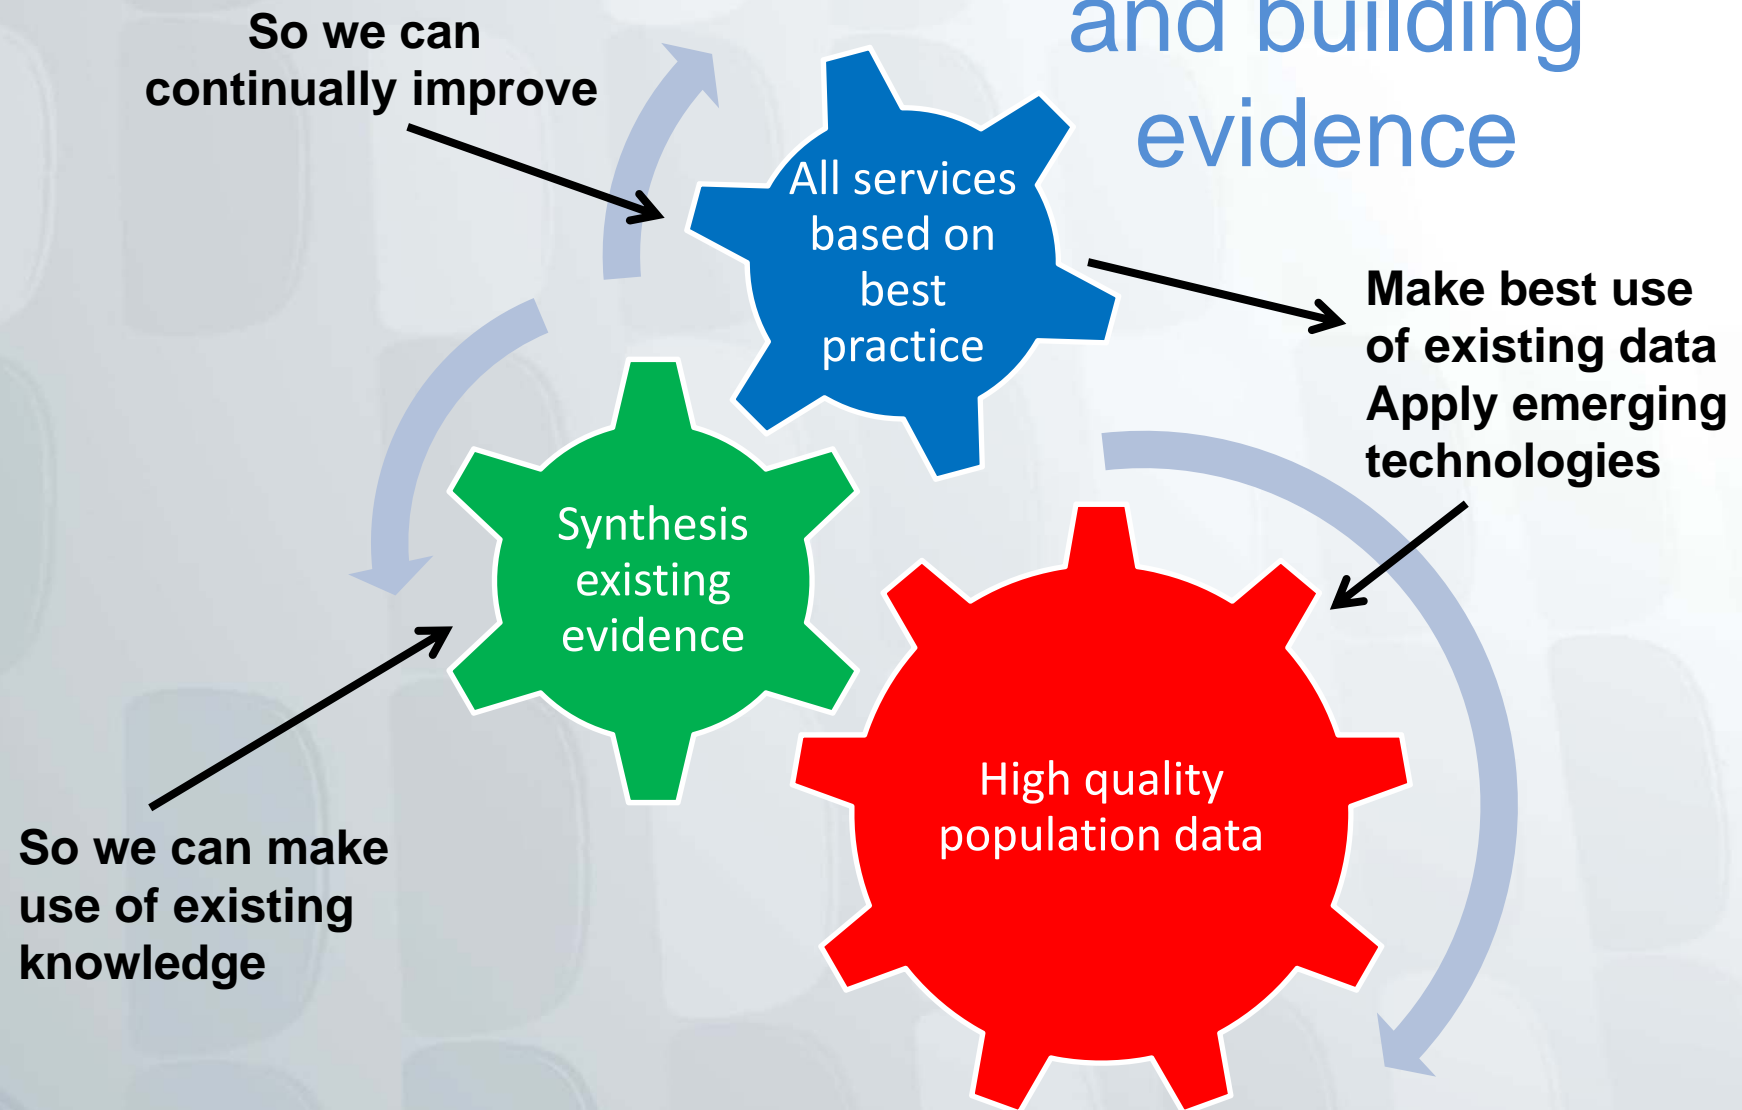 and building
evidence
So we can
continually improve
All services
based on
best
practice
Make best use
of existing data
Apply emerging
technologies
Synthesis
existing
evidence
High quality
population data
So we can make
use of existing
knowledge